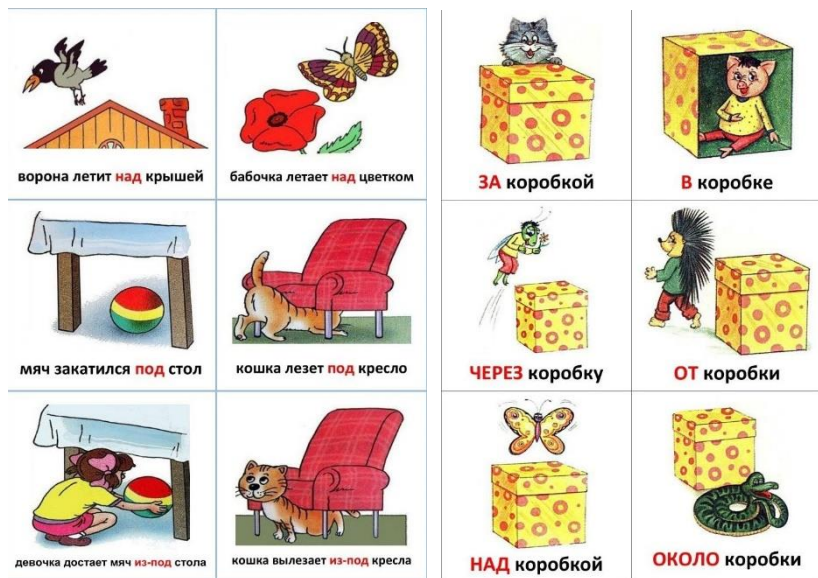 ворона летит над крышей
бабочка летает над цветком
мяч закатился под стол
кошка лезет под кресло
девочка достает мяч из-под стола
кошка вылезает из-под кресла
ЗА коробкой
В коробке
ЧЕРЕЗ коробку
ОТ коробки
НАД коробкой
ОКОЛО коробки